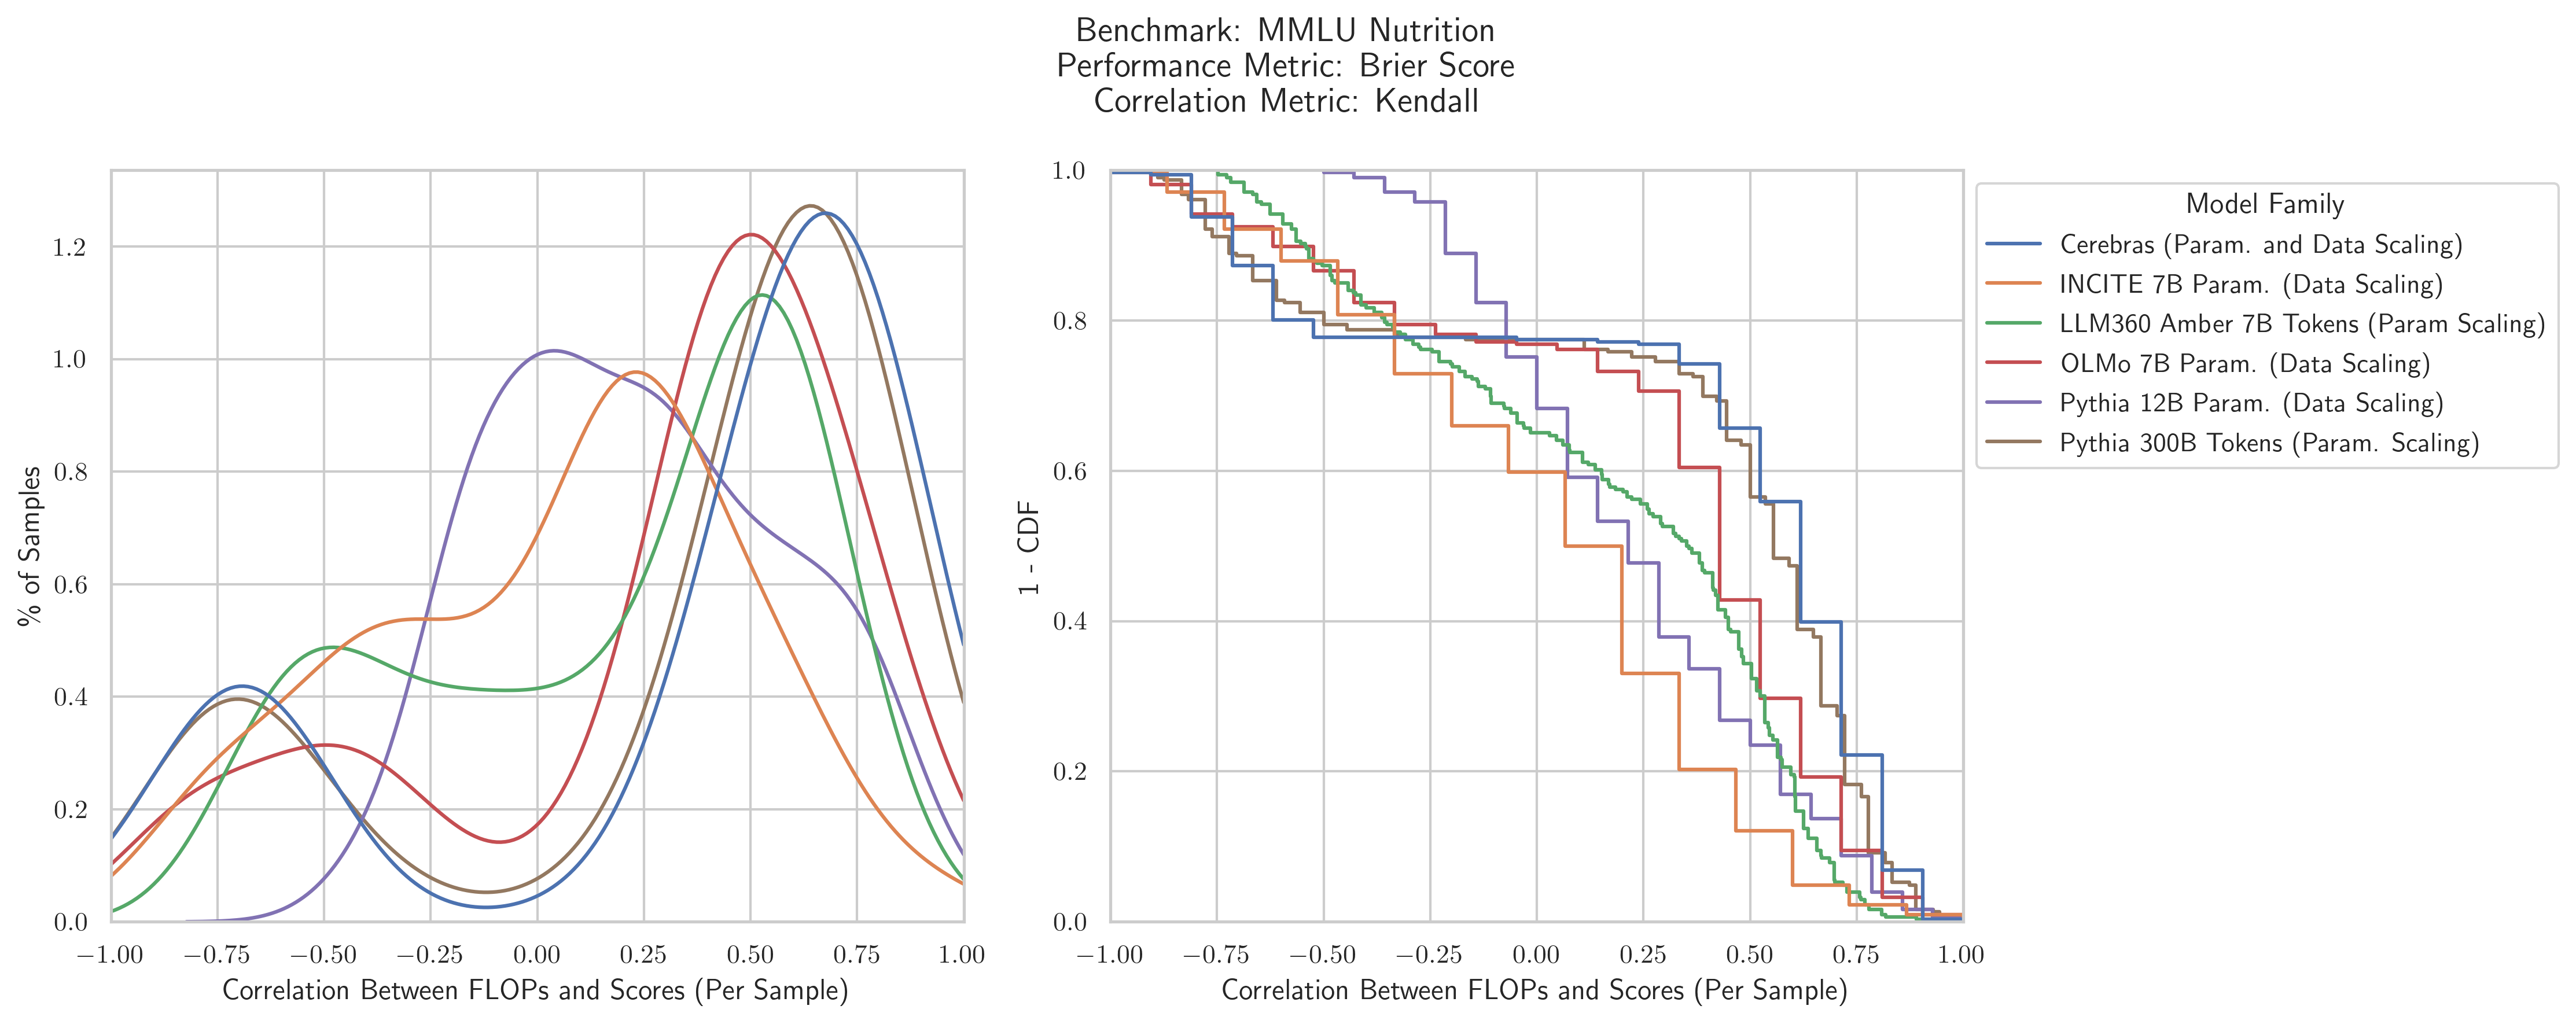 Benchmark: MMLU Nutrition
Performance Metric: Brier Score
Correlation Metric: Kendall
% of Samples
1.2
1.0
0.8
0.6
0.4
0.2
0.0
−1.00 −0.75 −0.50 −0.25 0.00 0.25 0.50 0.75 1.00
Correlation Between FLOPs and Scores (Per Sample)
1 - CDF
1.0
0.8
0.6
0.4
0.2
0.0
−1.00 −0.75 −0.50 −0.25 0.00 0.25 0.50 0.75 1.00
Correlation Between FLOPs and Scores (Per Sample)
Model Family
Cerebras (Param. and Data Scaling)
INCITE 7B Param. (Data Scaling)
LLM360 Amber 7B Tokens (Param Scaling)
OLMo 7B Param. (Data Scaling)
Pythia 12B Param. (Data Scaling)
Pythia 300B Tokens (Param. Scaling)